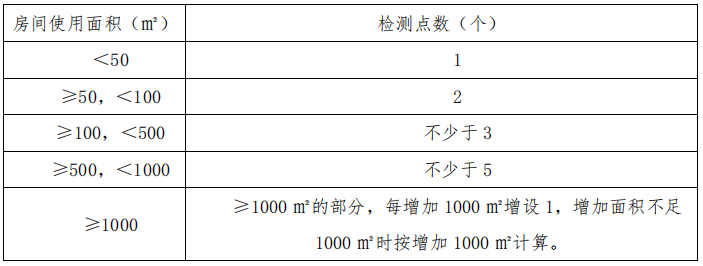 房间使用面积（㎡） 检测点数（个）
＜50 1
≥50，＜100 2
≥100，＜500 不少于 3
≥500，＜1000 不少于 5
≥1000 ≥1000 ㎡的部分，每增加 1000 ㎡增设 1，增加面积不足
1000 ㎡时按增加 1000 ㎡计算。